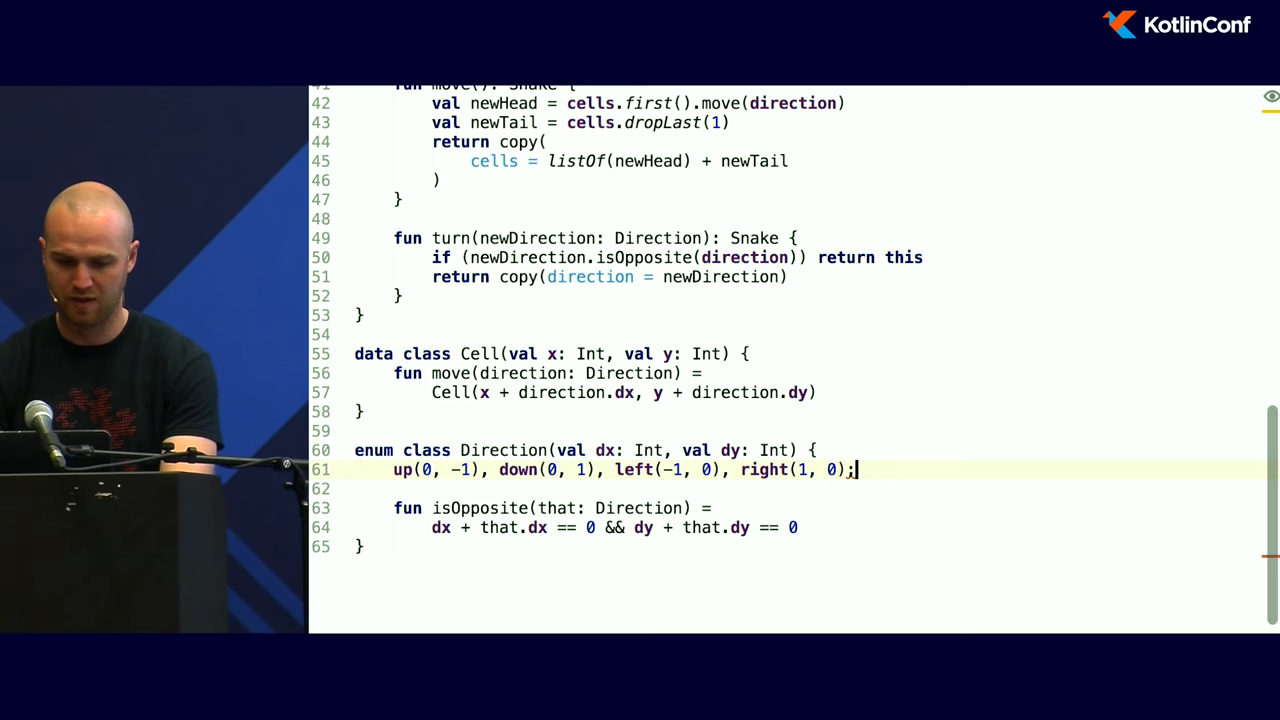 KotlinConf
41 fun move(): Snake {
42 val newHead = cells.first().move(direction)
43 val newTail = cells.dropLast(1)
44 return copy(
45 cells = listOf(newHead) + newTail
46 )
47 }
48
49 fun turn(newDirection: Direction): Snake {
50 if (newDirection.isOpposite(direction)) return this
51 return copy(direction = newDirection)
52 }
53 }
54
55 data class Cell(val x: Int, val y: Int) {
56 fun move(direction: Direction) =
57 Cell(x + direction.dx, y + direction.dy)
58 }
59
60 enum class Direction(val dx: Int, val dy: Int) {
61 up(0, -1), down(0, 1), left(-1, 0), right(1, 0);
62
63 fun isOpposite(that: Direction) =
64 dx + that.dx == 0 && dy + that.dy == 0
65 }